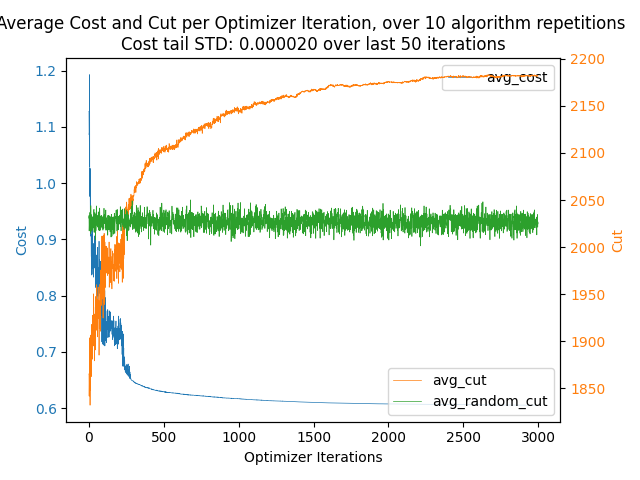 Average Cost and Cut per Optimizer Iteration, over 10 algorithm repetitions
Cost tail STD: 0.000020 over last 50 iterations
1.2
1.1
1.0
0.9
0.8
0.7
0.6
Cost
2200
2150
2100
2050
2000
1950
1900
1850
Cut
avg_cost
avg_cut
avg_random_cut
0
500
1000
1500
2000
2500
3000
Optimizer Iterations